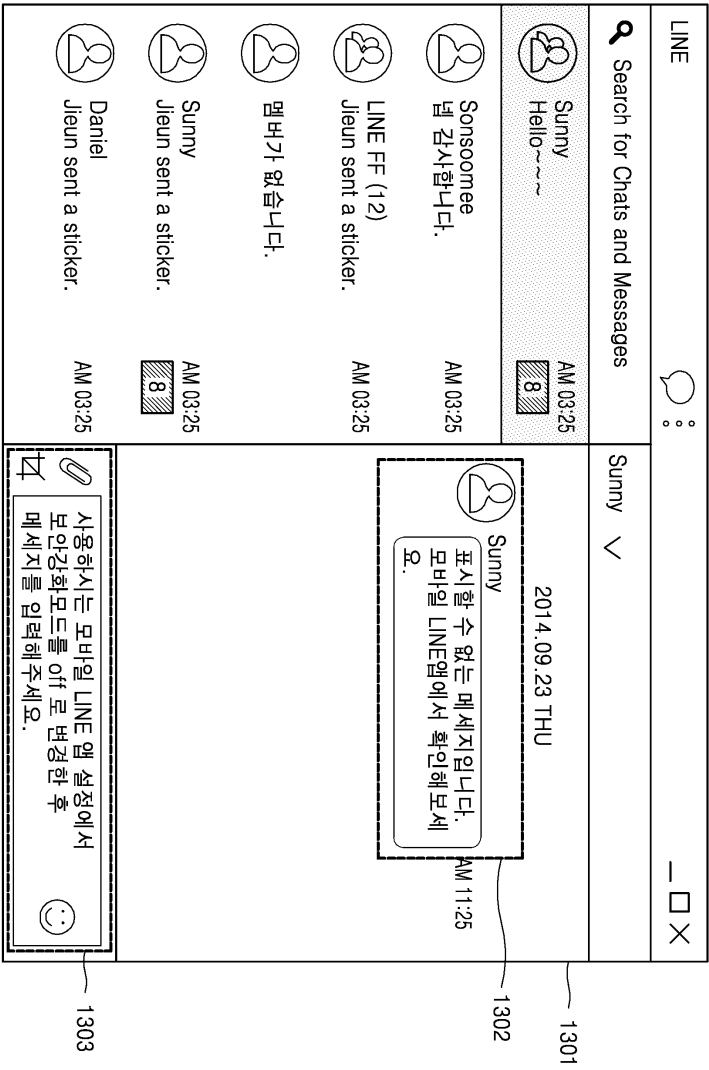 LINE
Search for Chats and Messages
Sunny
Hello~~~
AM 03:25
8
Sonsoomee
넵 감사합니다.
AM 03:25
LINE FF (12)
Jieun sent a sticker.
AM 03:25
멤버가 없습니다.
Sunny
Jieun sent a sticker.
AM 03:25
8
Daniel
Jieun sent a sticker.
AM 03:25
Sunny
2014.09.23 THU
Sunny
표시할 수 없는 메세지입니다.
모바일 LINE앱에서 확인해보세
요.
AM 11:25
사용하시는 모바일 LINE 앱 설정에서
보안강화모드를 off 로 변경한 후
메세지를 입력해주세요.
1301
1302
1303